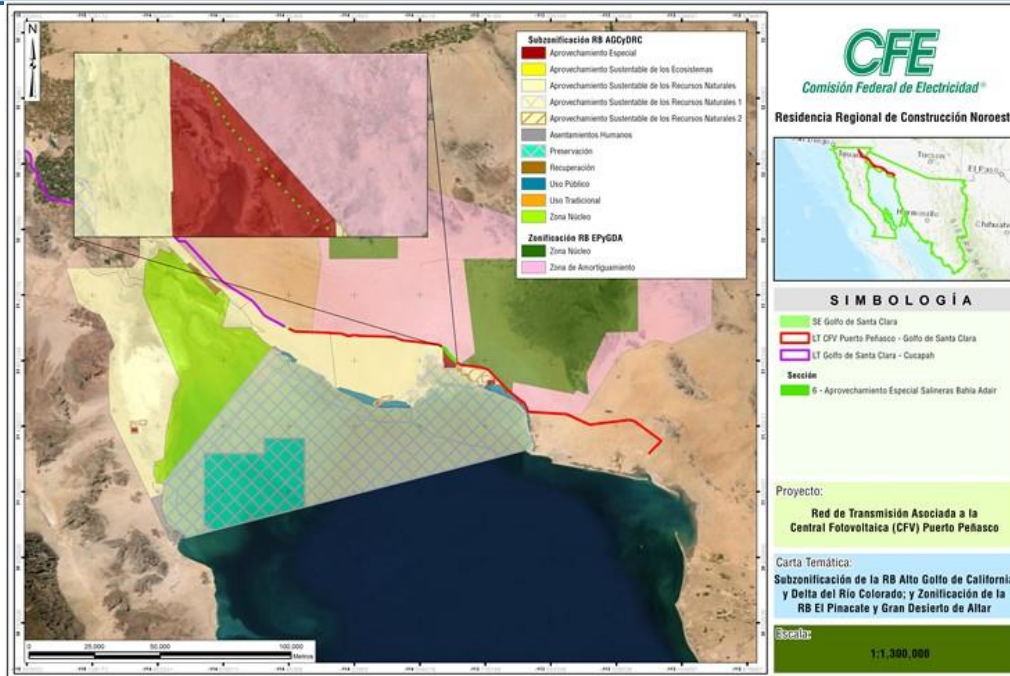 N
Subzonificación RB AGCyDRC
Aprovechamiento Especial
Aprovechamiento Sustentable de los Ecosistemas
Aprovechamiento Sustentable de los Recursos Naturales
Aprovechamiento Sustentable de los Recursos Naturales 1
Aprovechamiento Sustentable de los Recursos Naturales 2
Asentamientos Humanos
Preservación
Recuperación
Uso Público
Uso Tradicional
Zona Núcleo
Zonificación RB EPyGDA
Zona Núcleo
Zona de Amortiguamiento
0 25,000 50,000 100,000
Metros
CFE
Comisión Federal de Electricidad®
Residencia Regional de Construcción Noroest
Tucson
El Paso
Hermosillo
Chihuahu
SIMBOLOGÍA
SE Golfo de Santa Clara
LT CFV Puerto Peñasco - Golfo de Santa Clara
LT Golfo de Santa Clara - Cucapah
Sección
6 - Aprovechamiento Especial Salineras Bahía Adair
Proyecto:
Red de Transmisión Asociada a la
Central Fotovoltaica (CFV) Puerto Peñasco
Carta Temática:
Subzonificación de la RB Alto Golfo de California
y Delta del Río Colorado; y Zonificación de la
RB El Pinacate y Gran Desierto de Altar
Escala:
1:1,300,000